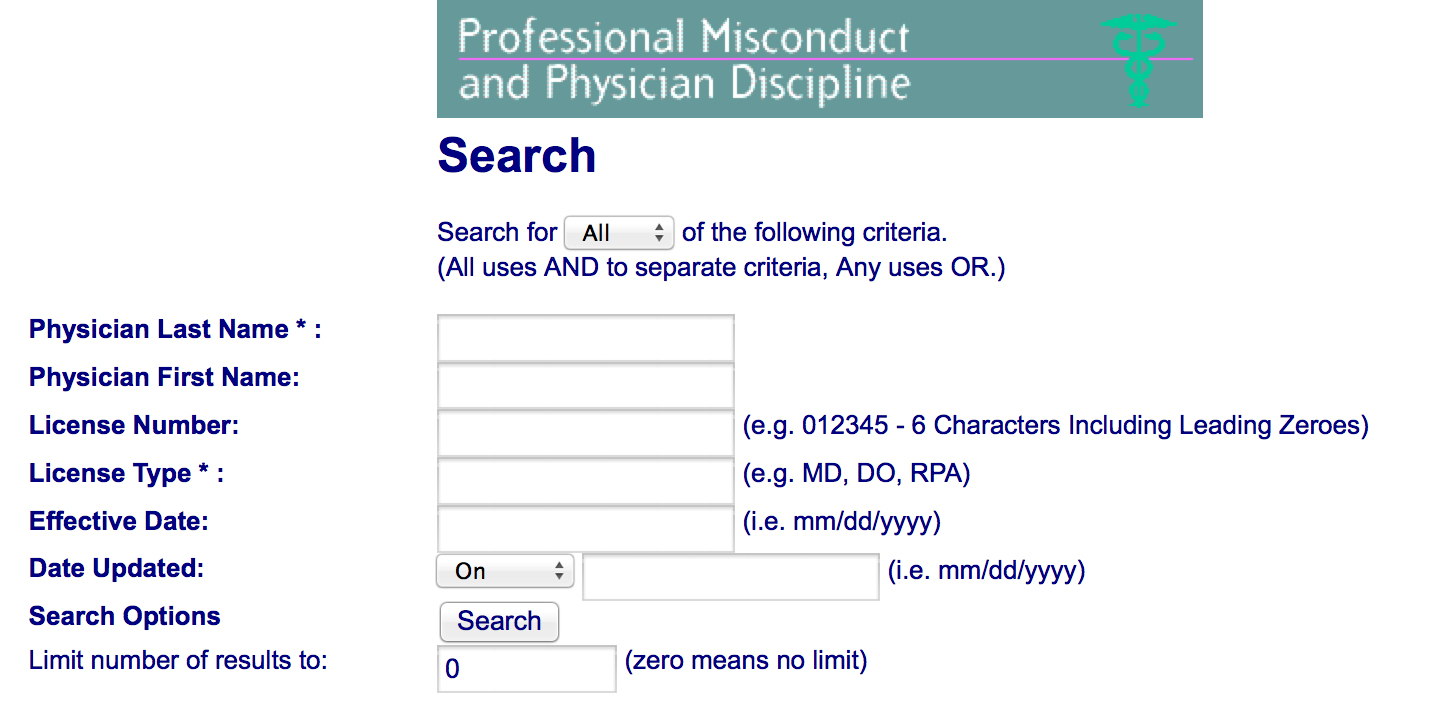 Professional Misconduct
and Physician Discipline
Search
Search for All of the following criteria.
(All uses AND to separate criteria, Any uses OR.)
Physician Last Name * :
Physician First Name:
License Number: (e.g. 012345 - 6 Characters Including Leading Zeroes)
License Type * : (e.g. MD, DO, RPA)
Effective Date: (i.e. mm/dd/yyyy)
Date Updated: On (i.e. mm/dd/yyyy)
Search Options Search
Limit number of results to: 0 (zero means no limit)